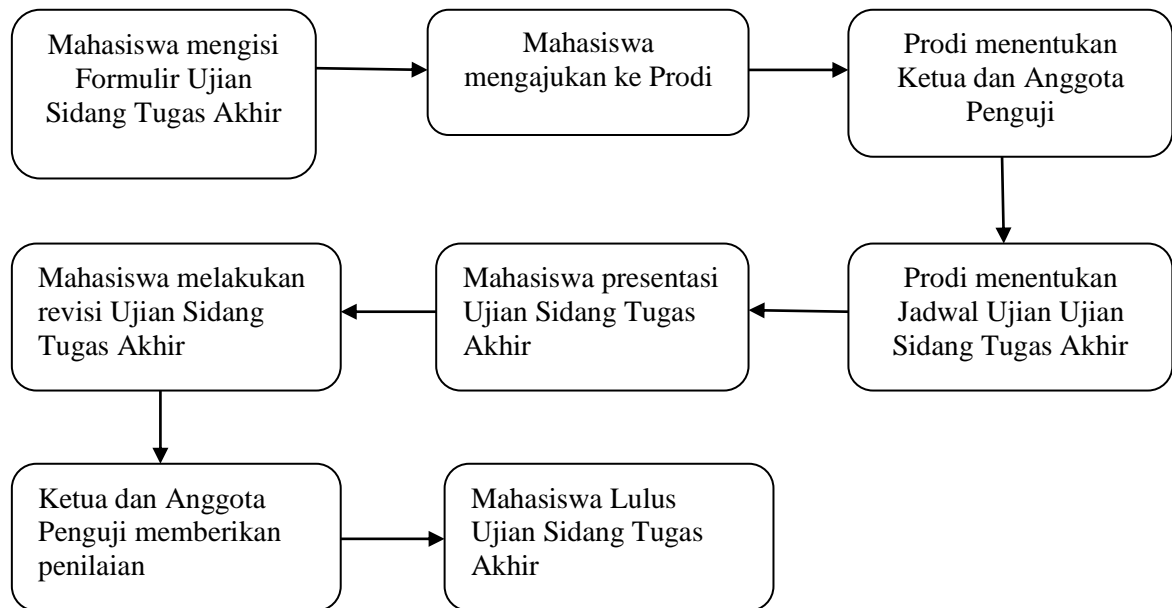 Mahasiswa mengisi
Formulir Ujian
Sidang Tugas Akhir
Mahasiswa
mengajukan ke Prodi
Prodi menentukan
Ketua dan Anggota
Penguji
Prodi menentukan
Jadwal Ujian Ujian
Sidang Tugas Akhir
Mahasiswa presentasi
Ujian Sidang Tugas
Akhir
Mahasiswa melakukan
revisi Ujian Sidang
Tugas Akhir
Ketua dan Anggota
Penguji memberikan
penilaian
Mahasiswa Lulus
Ujian Sidang Tugas
Akhir